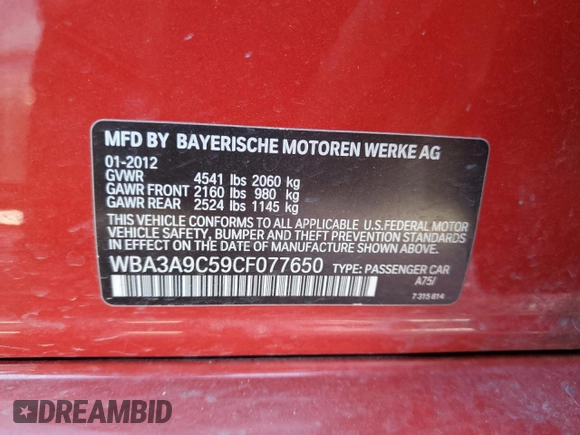 MFD BY BAYERISCHE MOTOREN WERKE AG
01-2012
GVWR 4541 lbs 2060 kg
GAWR FRONT 2160 lbs 980 kg
GAWR REAR 2524 lbs 1145 kg
THIS VEHICLE CONFORMS TO ALL APPLICABLE U.S.FEDERAL MOTOR
VEHICLE SAFETY, BUMPER AND THEFT PREVENTION STANDARDS
IN EFFECT ON THE DATE OF MANUFACTURE SHOWN ABOVE.
WBA3A9C59CF077650 TYPE: PASSENGER CAR
A75/
7315814
DREAMBID